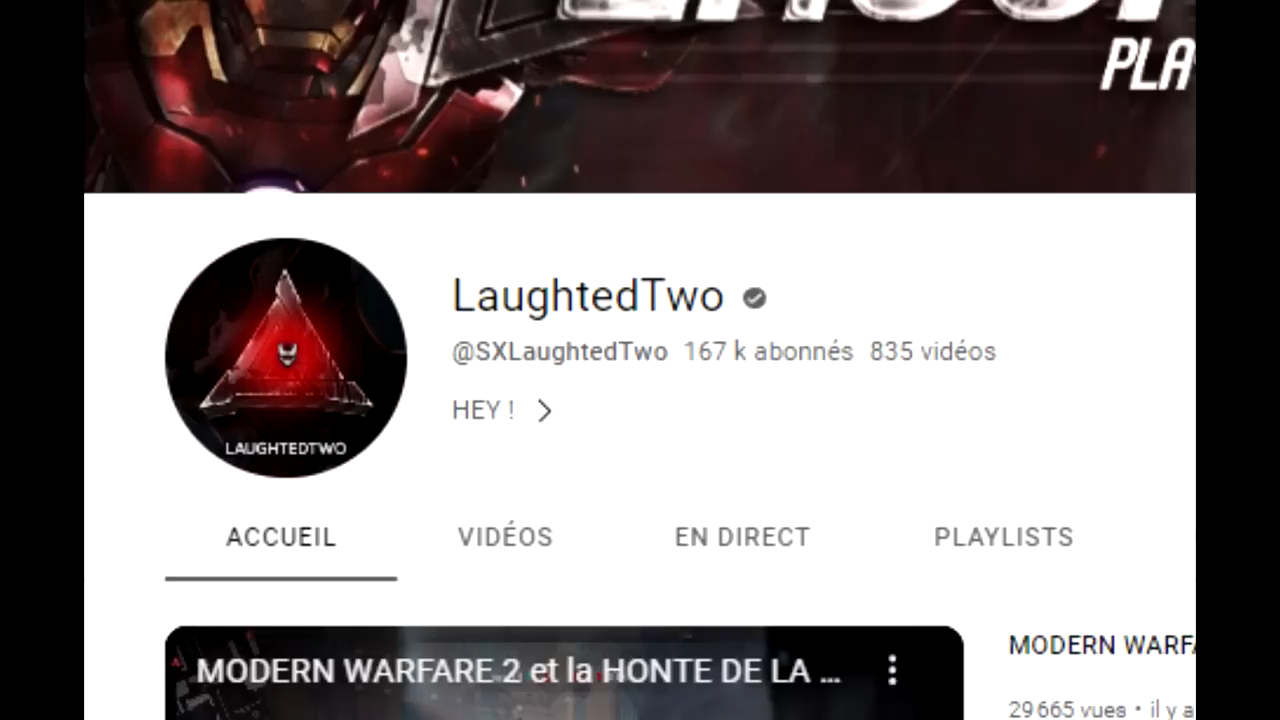 PLA
LaughtedTwo
@SXLaughtedTwo 167 k abonnés 835 vidéos
HEY !
LAUGHTEDTWO
ACCUEIL VIDÉOS EN DIRECT PLAYLISTS
MODERN WARFARE 2 et la HONTE DE LA ...
MODERN WARFA
29 665 vues • il y a